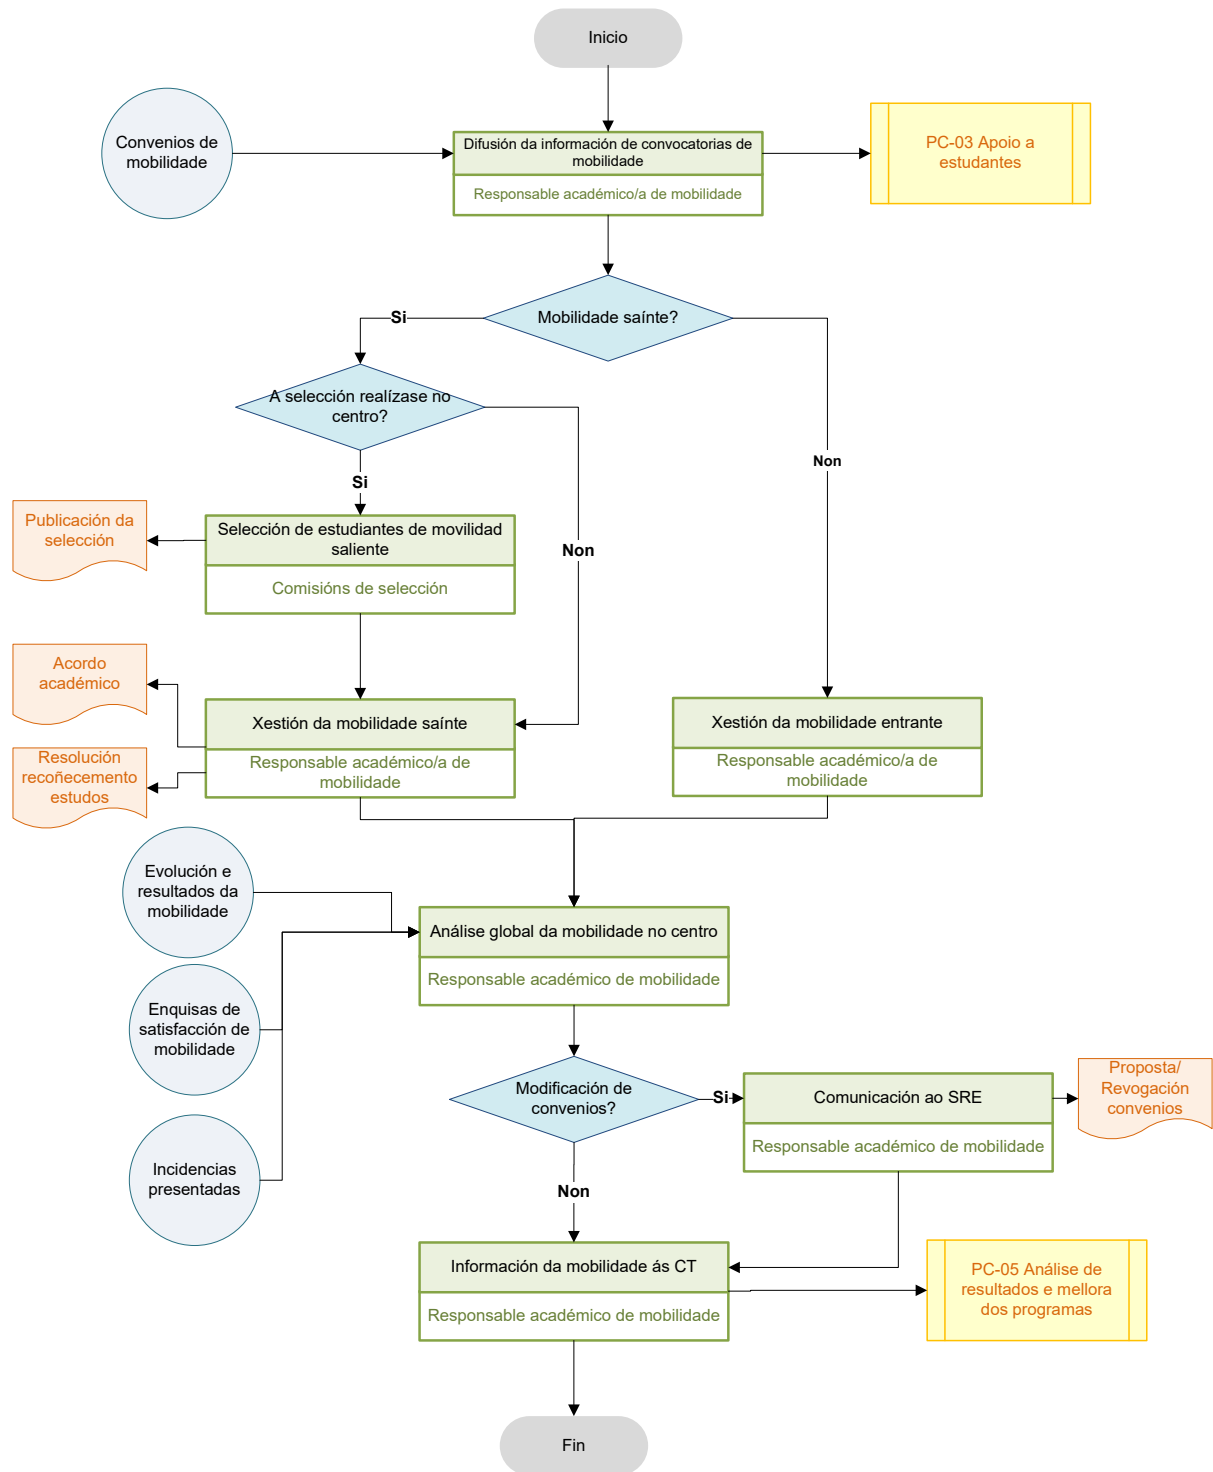 Inicio
Convenios de
mobilidade
Difusión da información de convocatorias de
mobilidade
Responsable académico/a de mobilidade
PC-03 Apoio a
estudantes
Mobilidade saínte?
Si
A selección realízase no
centro?
Non
Si
Publicación da
selección
Selección de estudiantes de movilidad
saliente
Comisións de selección
Non
Acordo
académico
Xestión da mobilidade saínte
Responsable académico/a de
mobilidade
Xestión da mobilidade entrante
Responsable académico/a de
mobilidade
Resolución
recoñecemento
estudos
Evolución e
resultados da
mobilidade
Análise global da mobilidade no centro
Responsable académico de mobilidade
Enquisas de
satisfacción de
mobilidade
Modificación de
convenios?
Si
Comunicación ao SRE
Responsable académico de mobilidade
Proposta/
Revogación
convenios
Incidencias
presentadas
Non
Información da mobilidade ás CT
Responsable académico de mobilidade
PC-05 Análise de
resultados e mellora
dos programas
Fin